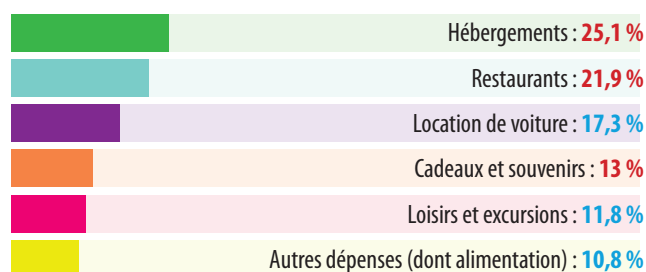 Hébergements : 25,1 %
Restaurants : 21,9 %
Location de voiture : 17,3 %
Cadeaux et souvenirs : 13 %
Loisirs et excursions : 11,8 %
Autres dépenses (dont alimentation) : 10,8 %